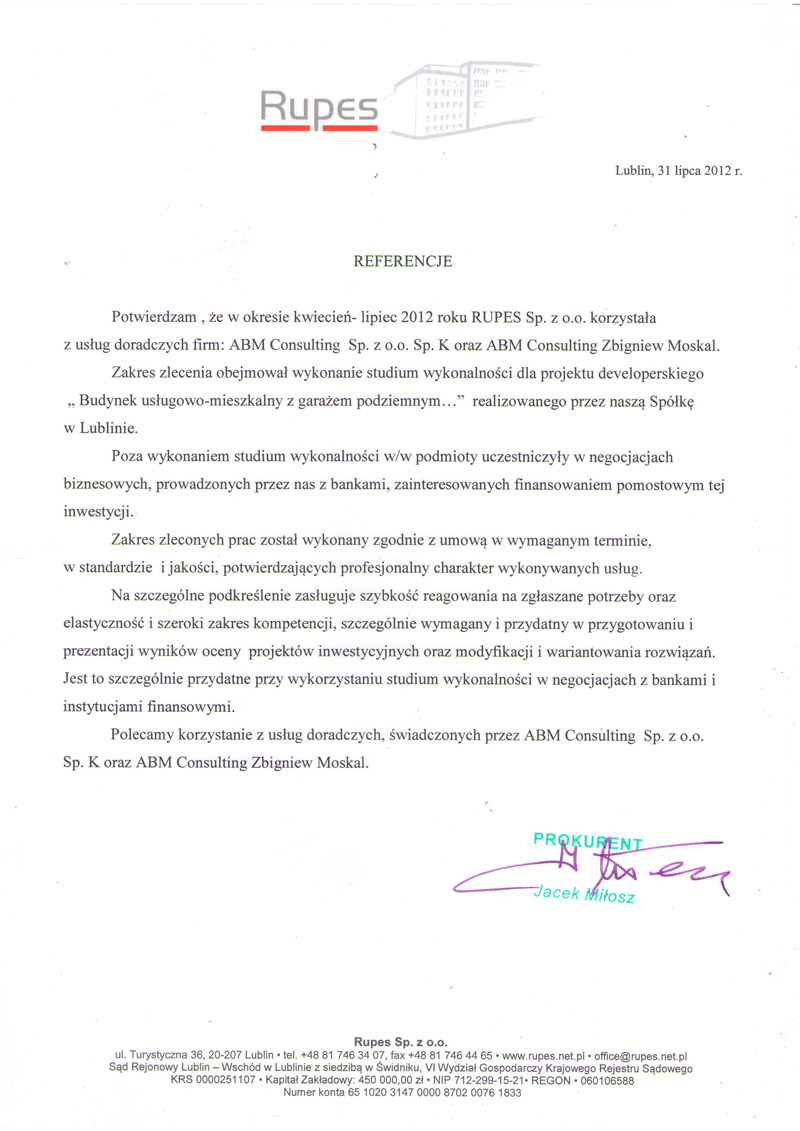 Rupes
Lublin, 31 lipca 2012 r.
REFERENCJE
Potwierdzam , że w okresie kwiecień- lipiec 2012 roku RUPES Sp. z o.o. korzystała
z usług doradczych firm: ABM Consulting Sp. z o.o. Sp. K oraz ABM Consulting Zbigniew Moskal.
Zakres zlecenia obejmował wykonanie studium wykonalności dla projektu developerskiego
„ Budynek usługowo-mieszkalny z garażem podziemnym…” realizowanego przez naszą Spółkę
w Lublinie.
Poza wykonaniem studium wykonalności w/w podmioty uczestniczyły w negocjacjach
biznesowych, prowadzonych przez nas z bankami, zainteresowanych finansowaniem pomostowym tej
inwestycji.
Zakres zleconych prac został wykonany zgodnie z umową w wymaganym terminie,
w standardzie i jakości, potwierdzających profesjonalny charakter wykonywanych usług.
Na szczególne podkreślenie zasługuje szybkość reagowania na zgłaszane potrzeby oraz
elastyczność i szeroki zakres kompetencji, szczególnie wymagany i przydatny w przygotowaniu i
prezentacji wyników oceny projektów inwestycyjnych oraz modyfikacji i wariantowania rozwiązań.
Jest to szczególnie przydatne przy wykorzystaniu studium wykonalności w negocjacjach z bankami i
instytucjami finansowymi.
Polecamy korzystanie z usług doradczych, świadczonych przez ABM Consulting Sp. z o.o.
Sp. K oraz ABM Consulting Zbigniew Moskal.
PROKURENT
Jacek Miłosz
Rupes Sp. z o.o.
ul. Turystyczna 36, 20-207 Lublin • tel. +48 81 746 34 07, fax +48 81 746 44 65 • www.rupes.net.pl • office@rupes.net.pl
Sąd Rejonowy Lublin – Wschód w Lublinie z siedzibą w Świdniku, VI Wydział Gospodarczy Krajowego Rejestru Sądowego
KRS 0000251107 • Kapitał Zakładowy: 450 000,00 zł • NIP 712-299-15-21• REGON • 060106588
Numer konta 65 1020 3147 0000 8702 0076 1833